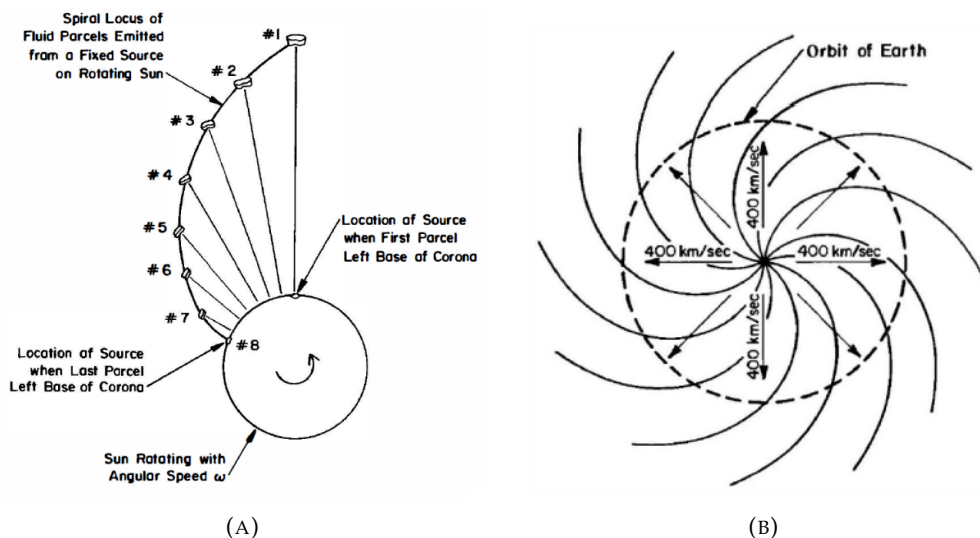 Spiral Locus of
Fluid Parcels Emitted
fram a Fixed Source
on Rotating Sun
#1
#2
#3
#4
#5
#6
#7
#8
Location of Source
when First Parcel
Left Base of Corona
Location of Source
when Last Parcel
Left Base of Corona
Sun Rotating with
Angular Speed ω
(A)
Orbit of Earth
400 km/sec
400 km/sec
400 km/sec
400 km/sec
(B)